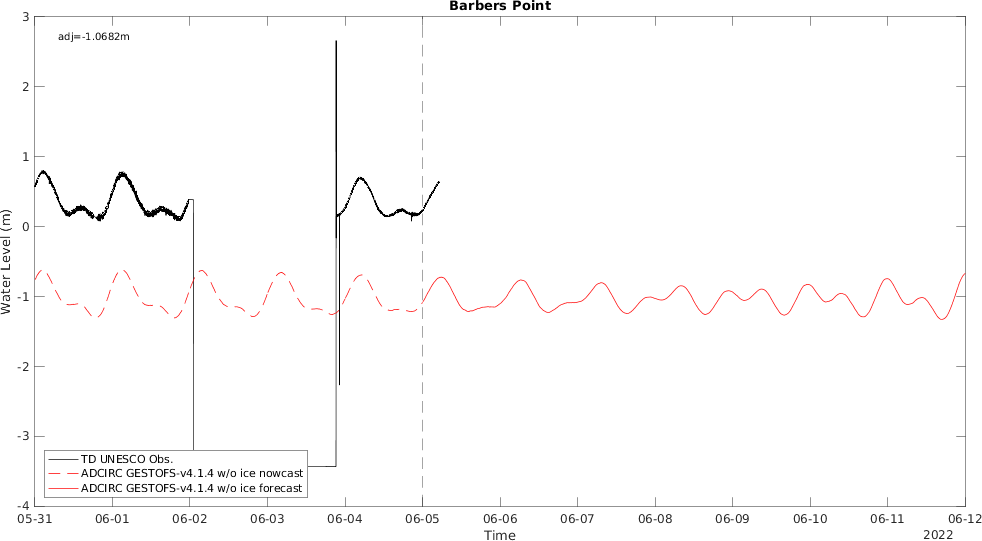 Barbers Point
adj=-1.0682m
3
2
1
0
-1
-2
-3
-4
Water Level (m)
TD UNESCO Obs.
ADCIRC GESTOFS-v4.1.4 w/o ice nowcast
ADCIRC GESTOFS-v4.1.4 w/o ice forecast
05-31 06-01 06-02 06-03 06-04 06-05 06-06 06-07 06-08 06-09 06-10 06-11 06-12
Time
2022